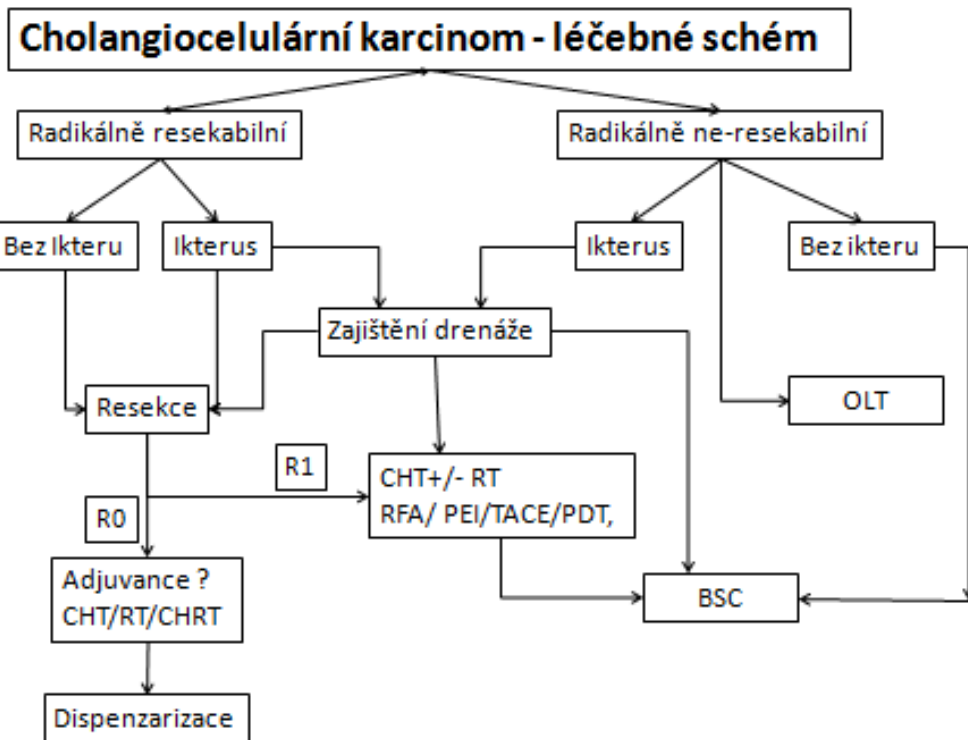 Cholangiocelulární karcinom - léčebné schém
Radikálně resekabilní
Radikálně ne-resekabilní
Bez Ikteru
Ikterus
Ikterus
Bez ikteru
Zajištění drenáže
Resekce
OLT
R1
CHT+/- RT
RFA/ PEI/TACE/PDT,
R0
Adjuvance ?
CHT/RT/CHRT
BSC
Dispenzarizace